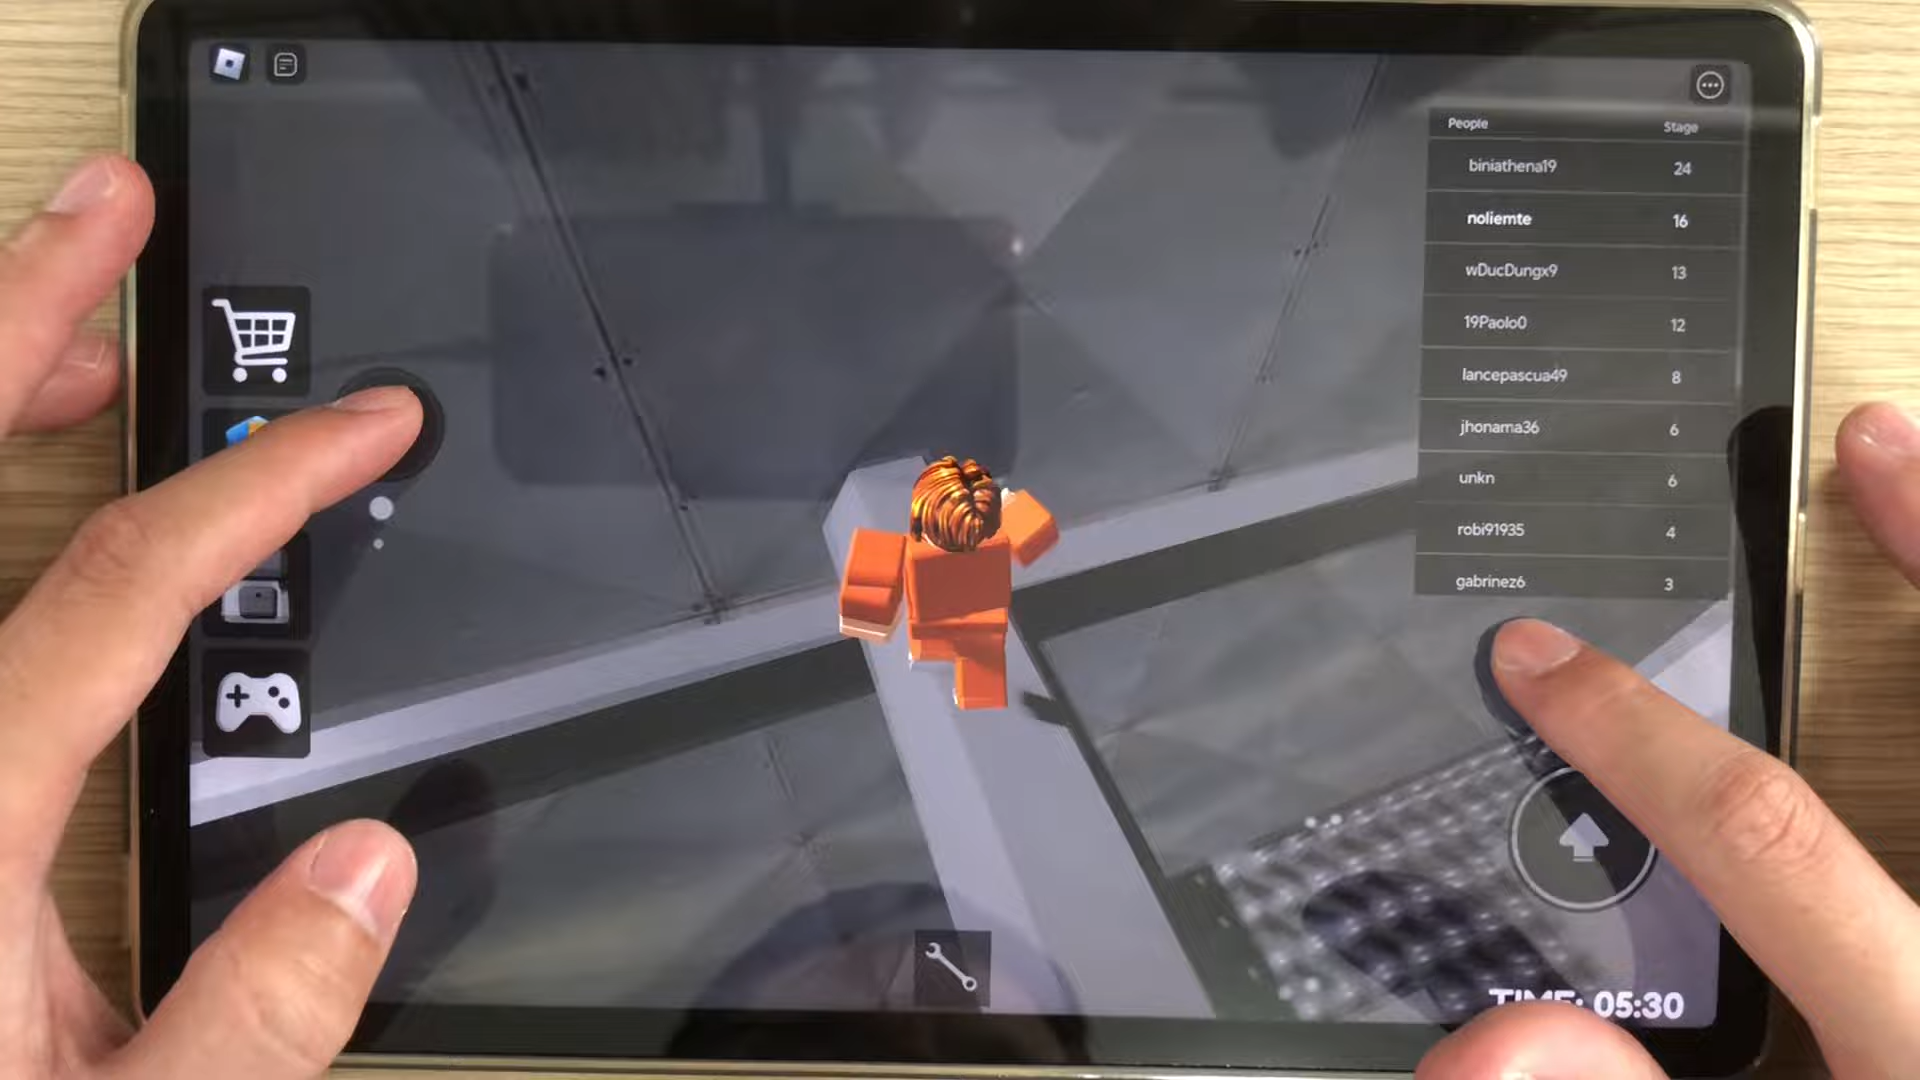 People Stage
biniathena19 24
noliemte 16
wDucDungx9 13
19Paolo0 12
lancepascua49 8
jhonama36 6
unkn 6
robi91935 4
gabrinez6 3
TIME: 05:30